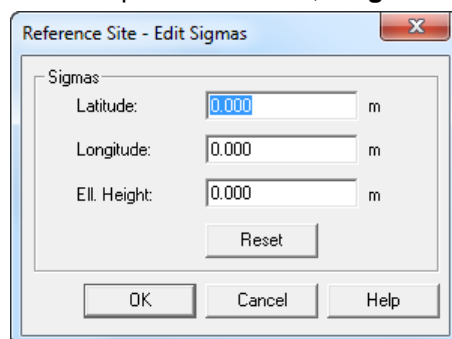 Reference Site - Edit Sigmas
Sigmas
Latitude: 0.000 m
Longitude: 0.000 m
Ell. Height: 0.000 m
Reset
OK Cancel Help